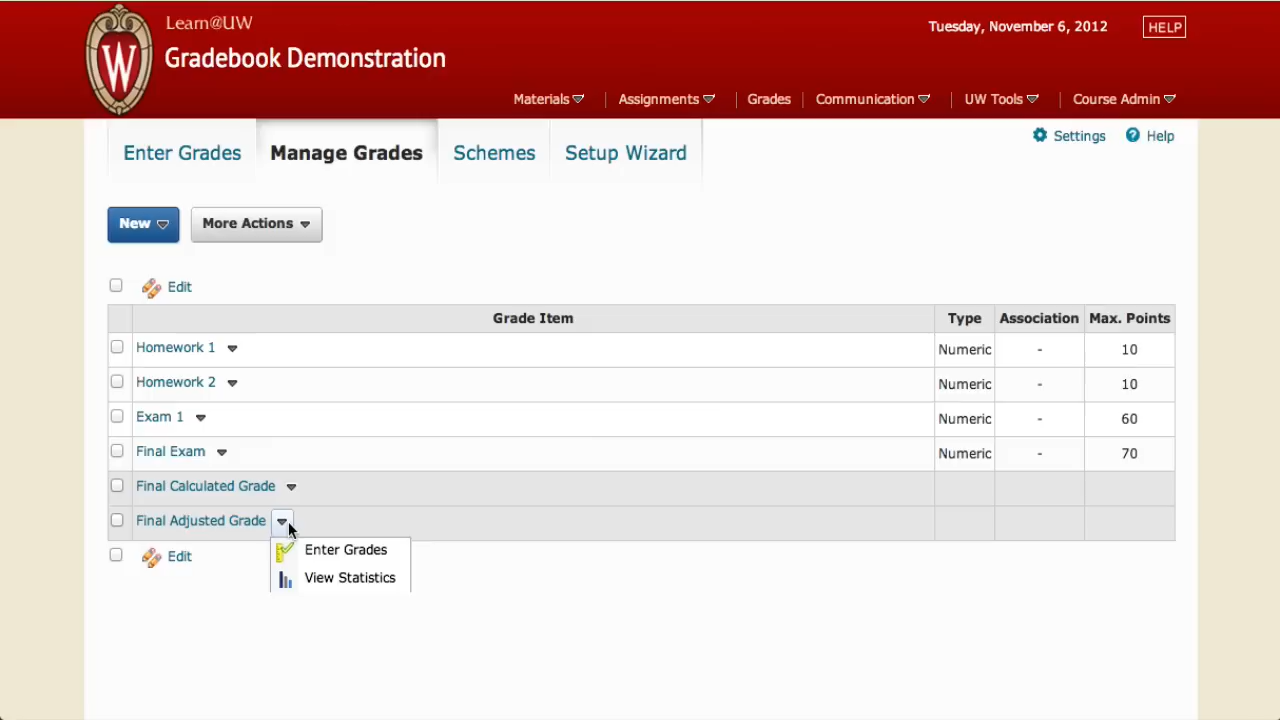 Learn@UW
Tuesday, November 6, 2012
HELP
Gradebook Demonstration
Materials
Assignments
Grades
Communication
UW Tools
Course Admin
Enter Grades
Manage Grades
Schemes
Setup Wizard
Settings
Help
New
More Actions
Edit
Grade Item Type Association Max. Points
Homework 1 Numeric - 10
Homework 2 Numeric - 10
Exam 1 Numeric - 60
Final Exam Numeric - 70
Final Calculated Grade
Final Adjusted Grade
Enter Grades
Edit
View Statistics
W